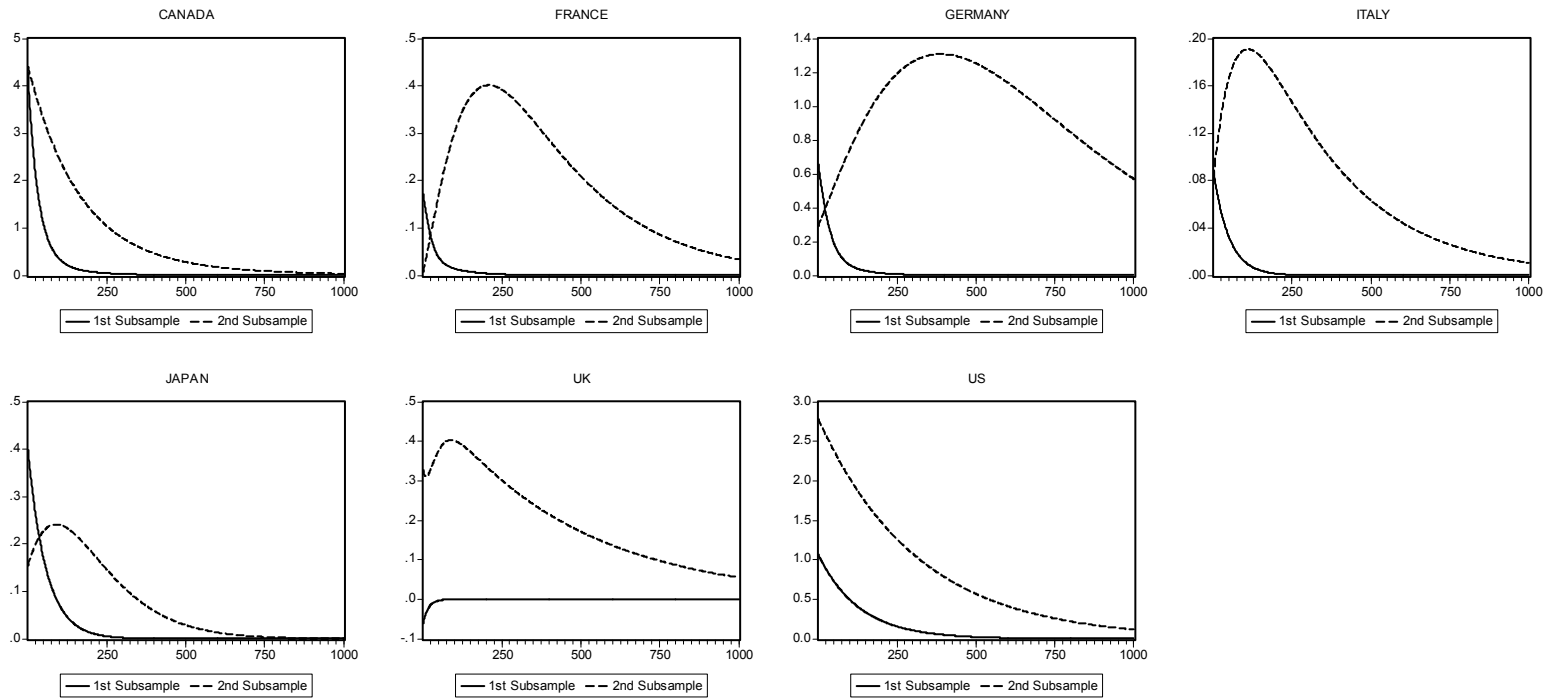 CANADA
5
4
3
2
1
0
250 500 750 1000
1st Subsample 2nd Subsample
FRANCE
.5
.4
.3
.2
.1
.0
250 500 750 1000
1st Subsample 2nd Subsample
GERMANY
1.4
1.2
1.0
0.8
0.6
0.4
0.2
0.0
250 500 750 1000
1st Subsample 2nd Subsample
ITALY
.20
.16
.12
.08
.04
.00
250 500 750 1000
1st Subsample 2nd Subsample
JAPAN
.5
.4
.3
.2
.1
.0
250 500 750 1000
1st Subsample 2nd Subsample
UK
.5
.4
.3
.2
.1
.0
-.1
250 500 750 1000
1st Subsample 2nd Subsample
US
3.0
2.5
2.0
1.5
1.0
0.5
0.0
250 500 750 1000
1st Subsample 2nd Subsample